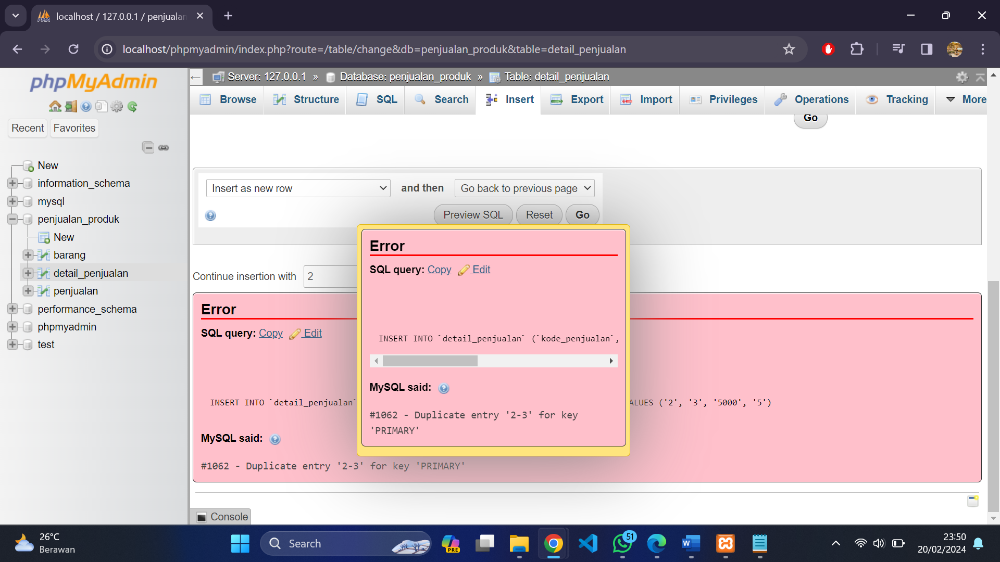 localhost / 127.0.0.1 / penjualan
localhost/phpmyadmin/index.php?route=/table/change&db=penjualan_produk&table=detail_penjualan
phpMyAdmin
Recent
Favorites
New
information_schema
mysql
penjualan_produk
New
barang
detail_penjualan
penjualan
performance_schema
phpmyadmin
test
Server: 127.0.0.1 » Database: penjualan_produk » Table: detail_penjualan
Browse
Structure
SQL
Search
Insert
Export
Import
Privileges
Operations
Tracking
More
Go
Insert as new row
and then
Go back to previous page
Preview SQL
Reset
Go
Continue insertion with 2
Error
SQL query: Copy Edit
INSERT INTO `detail_penjualan` (`kode_penjualan`,
MySQL said:
#1062 - Duplicate entry '2-3' for key
'PRIMARY'
Error
SQL query: Copy Edit
INSERT INTO `detail_penjualan` ALUES ('2', '3', '5000', '5')
MySQL said:
#1062 - Duplicate entry '2-3' for key 'PRIMARY'
Console
26°C
Berawan
Search
PRE
51
23:50
20/02/2024